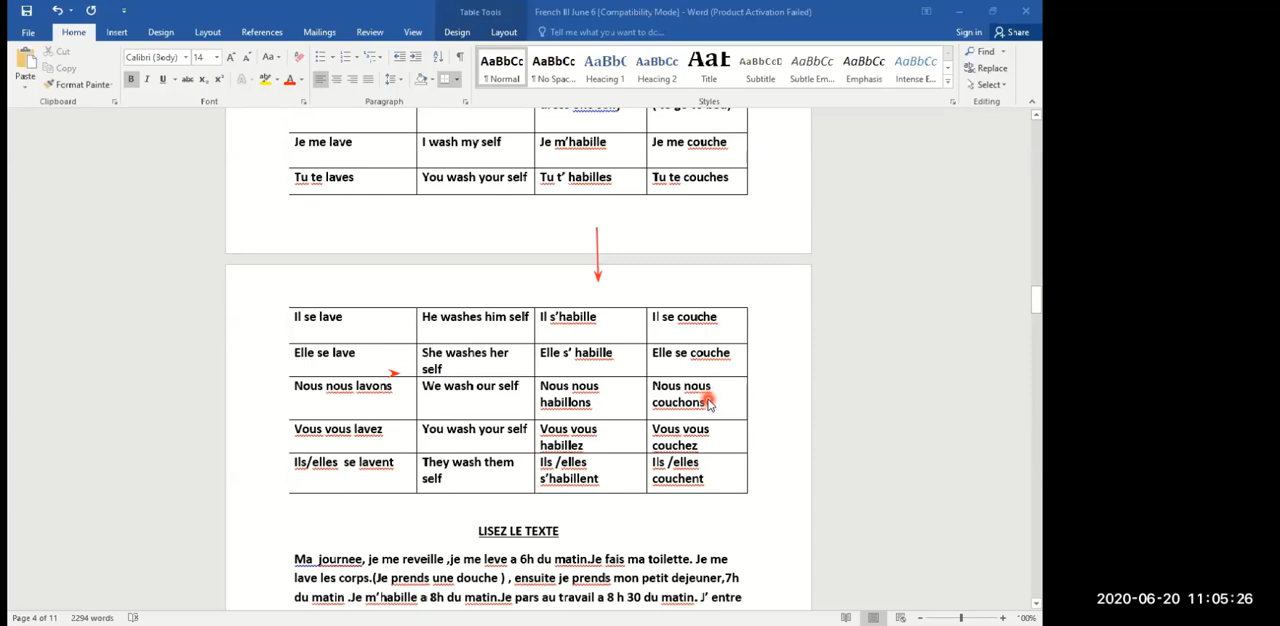 Table Tools
French III June 6 [Compatibility Mode] - Word (Product Activation Failed)
File Home Insert Design Layout References Mailings Review View Design Layout Tell me what you want to do... Sign in Share
Cut
Copy
Format Painter
Paste
Clipboard
Calibri (Body) 14
Font
Paragraph
AaBbCc AaBbCc AaBbC AaBbCc AaB AaBbCcD AaBbCc AaBbCc AaBbCc
¶ Normal ¶ No Spac... Heading 1 Heading 2 Title Subtitle Subtle Em... Emphasis Intense E...
Styles
Find
Replace
Select
Editing
Je me lave I wash my self Je m'habille Je me couche
Tu te laves You wash your self Tu t' habilles Tu te couches
Il se lave He washes him self Il s'habille Il se couche
Elle se lave She washes her self Elle s' habille Elle se couche
Nous nous lavons We wash our self Nous nous habillons Nous nous couchons
Vous vous lavez You wash your self Vous vous habillez Vous vous couchez
Ils/elles se lavent They wash them self Ils /elles s'habillent Ils /elles couchent
LISEZ LE TEXTE
Ma journee, je me reveille ,je me leve a 6h du matin.Je fais ma toilette. Je me
lave les corps.(Je prends une douche ) , ensuite je prends mon petit dejeuner,7h
du matin .Je m'habille a 8h du matin.Je pars au travail a 8 h 30 du matin. J' entre
Page 4 of 11 2294 words 100%
2020-06-20 11:05:26